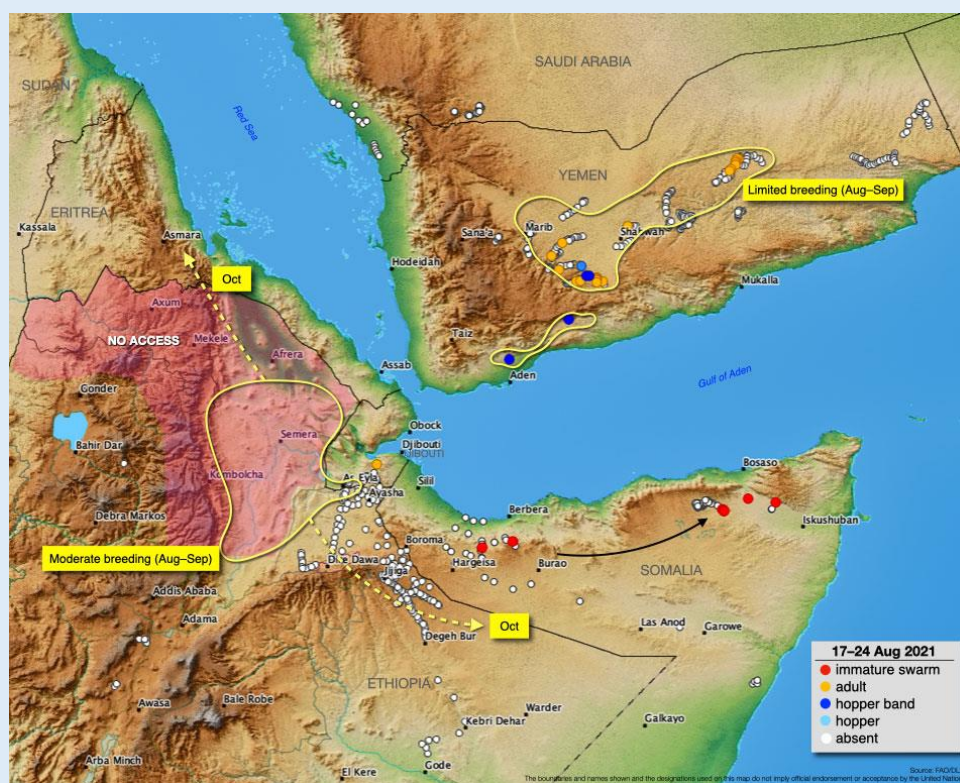 SUDAN
SAUDI ARABIA
Red Sea
YEMEN
Limited breeding (Aug–Sep)
ERITREA
Kassala
Asmara
Sana'a
Marib
Shabwah
Hodeidah
Mukalla
Oct
Axum
NO ACCESS
Mekele
Afrera
Taiz
Aden
Gulf of Aden
Assab
Gonder
Bahir Dar
Semera
Obock
Djibouti
DJIBOUTI
Kombolcha
As Eyla
Ayasha
Silil
Bosaso
Debra Markos
Berbera
Iskushuban
Moderate breeding (Aug–Sep)
Boroma
Dire Dawa
Hargeisa
Burao
Jijiga
SOMALIA
Addis Ababa
Adama
Oct
Las Anod
Garowe
Degeh Bur
ETHIOPIA
Awasa
Bale Robe
Warder
Kebri Dehar
Galkayo
Arba Minch
El Kere
Gode
17–24 Aug 2021
immature swarm
adult
hopper band
hopper
absent
Source: FAO/DL
The boundaries and names shown and the designations used on this map do not imply official endorsement or acceptance by the United Nation